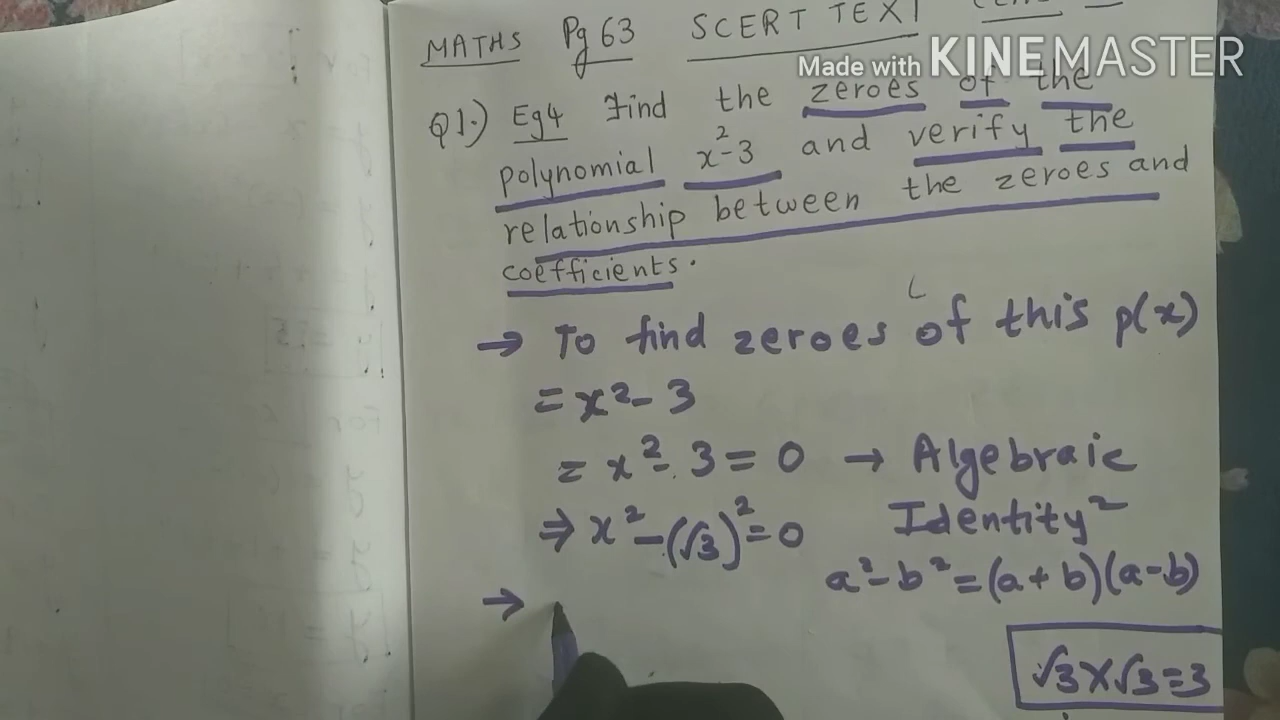 MATHS Pg 63 SCERT TEXT
Made with KINEMASTER
Q1.) Eg4 Find the zeroes of the
polynomial x²-3 and verify the
relationship between the zeroes and
coefficients.
→ To find zeroes of this p(x)
= x²- 3
= x²- 3 = 0 → Algebraic
⇒ x² - (√3)² = 0 Identity²
a²- b² = (a + b)(a - b)
→
√3 X √3 = 3